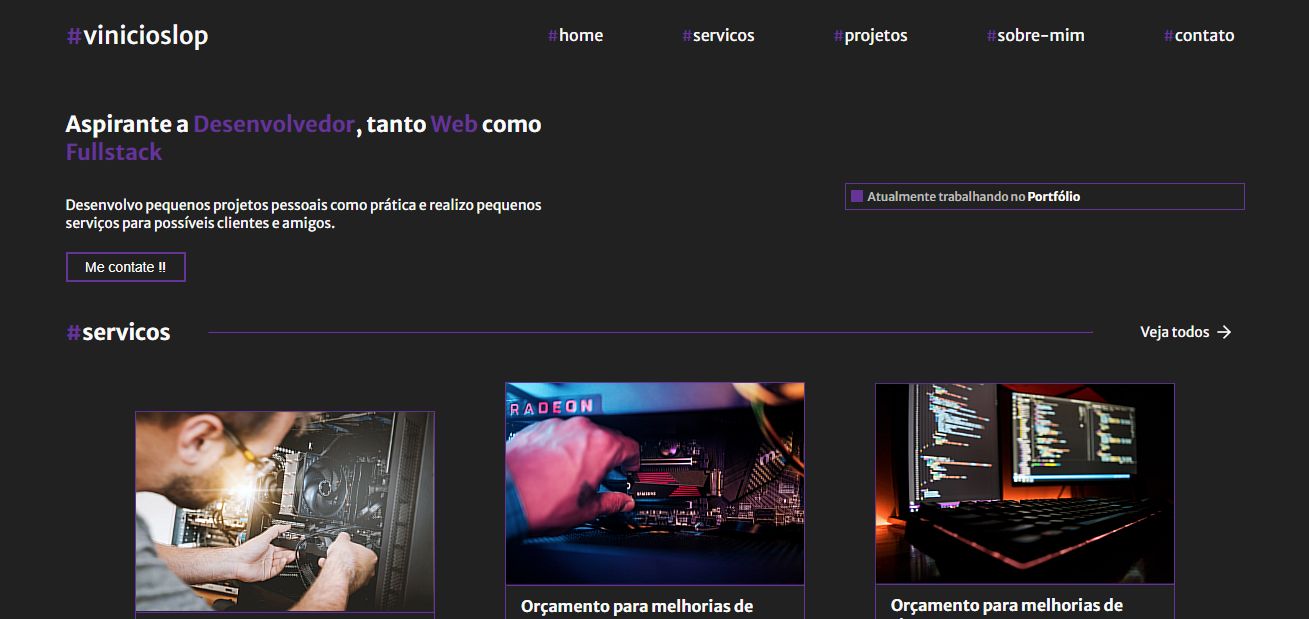 #vinicioslop
#home #servicos #projetos #sobre-mim #contato
Aspirante a Desenvolvedor, tanto Web como
Fullstack
Desenvolvo pequenos projetos pessoais como prática e realizo pequenos
serviços para possíveis clientes e amigos.
Atualmente trabalhando no Portfólio
Me contate !!
#servicos
Veja todos →
RADEON
SAMSUNG
Orçamento para melhorias de
Orçamento para melhorias de